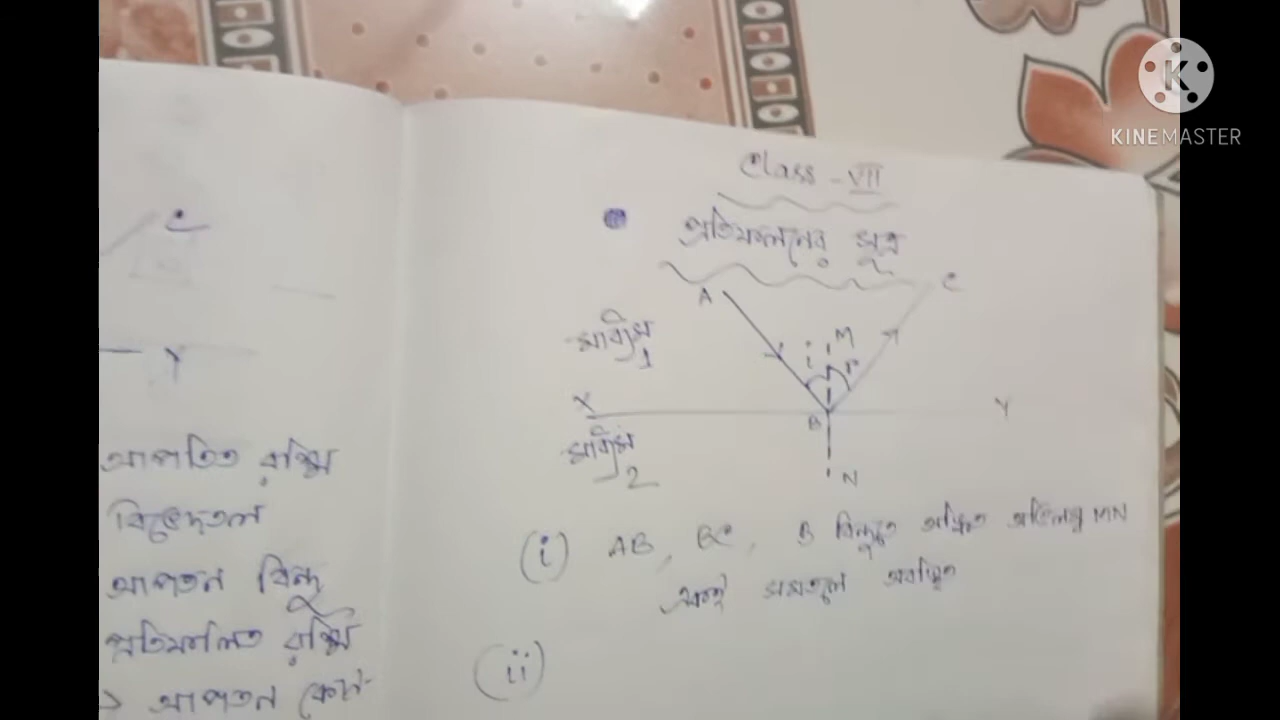 KINEMASTER
C
Y
আপতিত রশ্মি
বিভেদতল
আপতন বিন্দু
প্রতিফলিত রশ্মি
আপতন কোণ
Class - VII
প্রতিফলনের সূত্র
A C
মাধ্যম 1
i M r
X B Y
মাধ্যম 2
N
(i) AB, BC, B বিন্দুতে অঙ্কিত অভিলম্ব MN
একই সমতলে অবস্থিত
(ii)